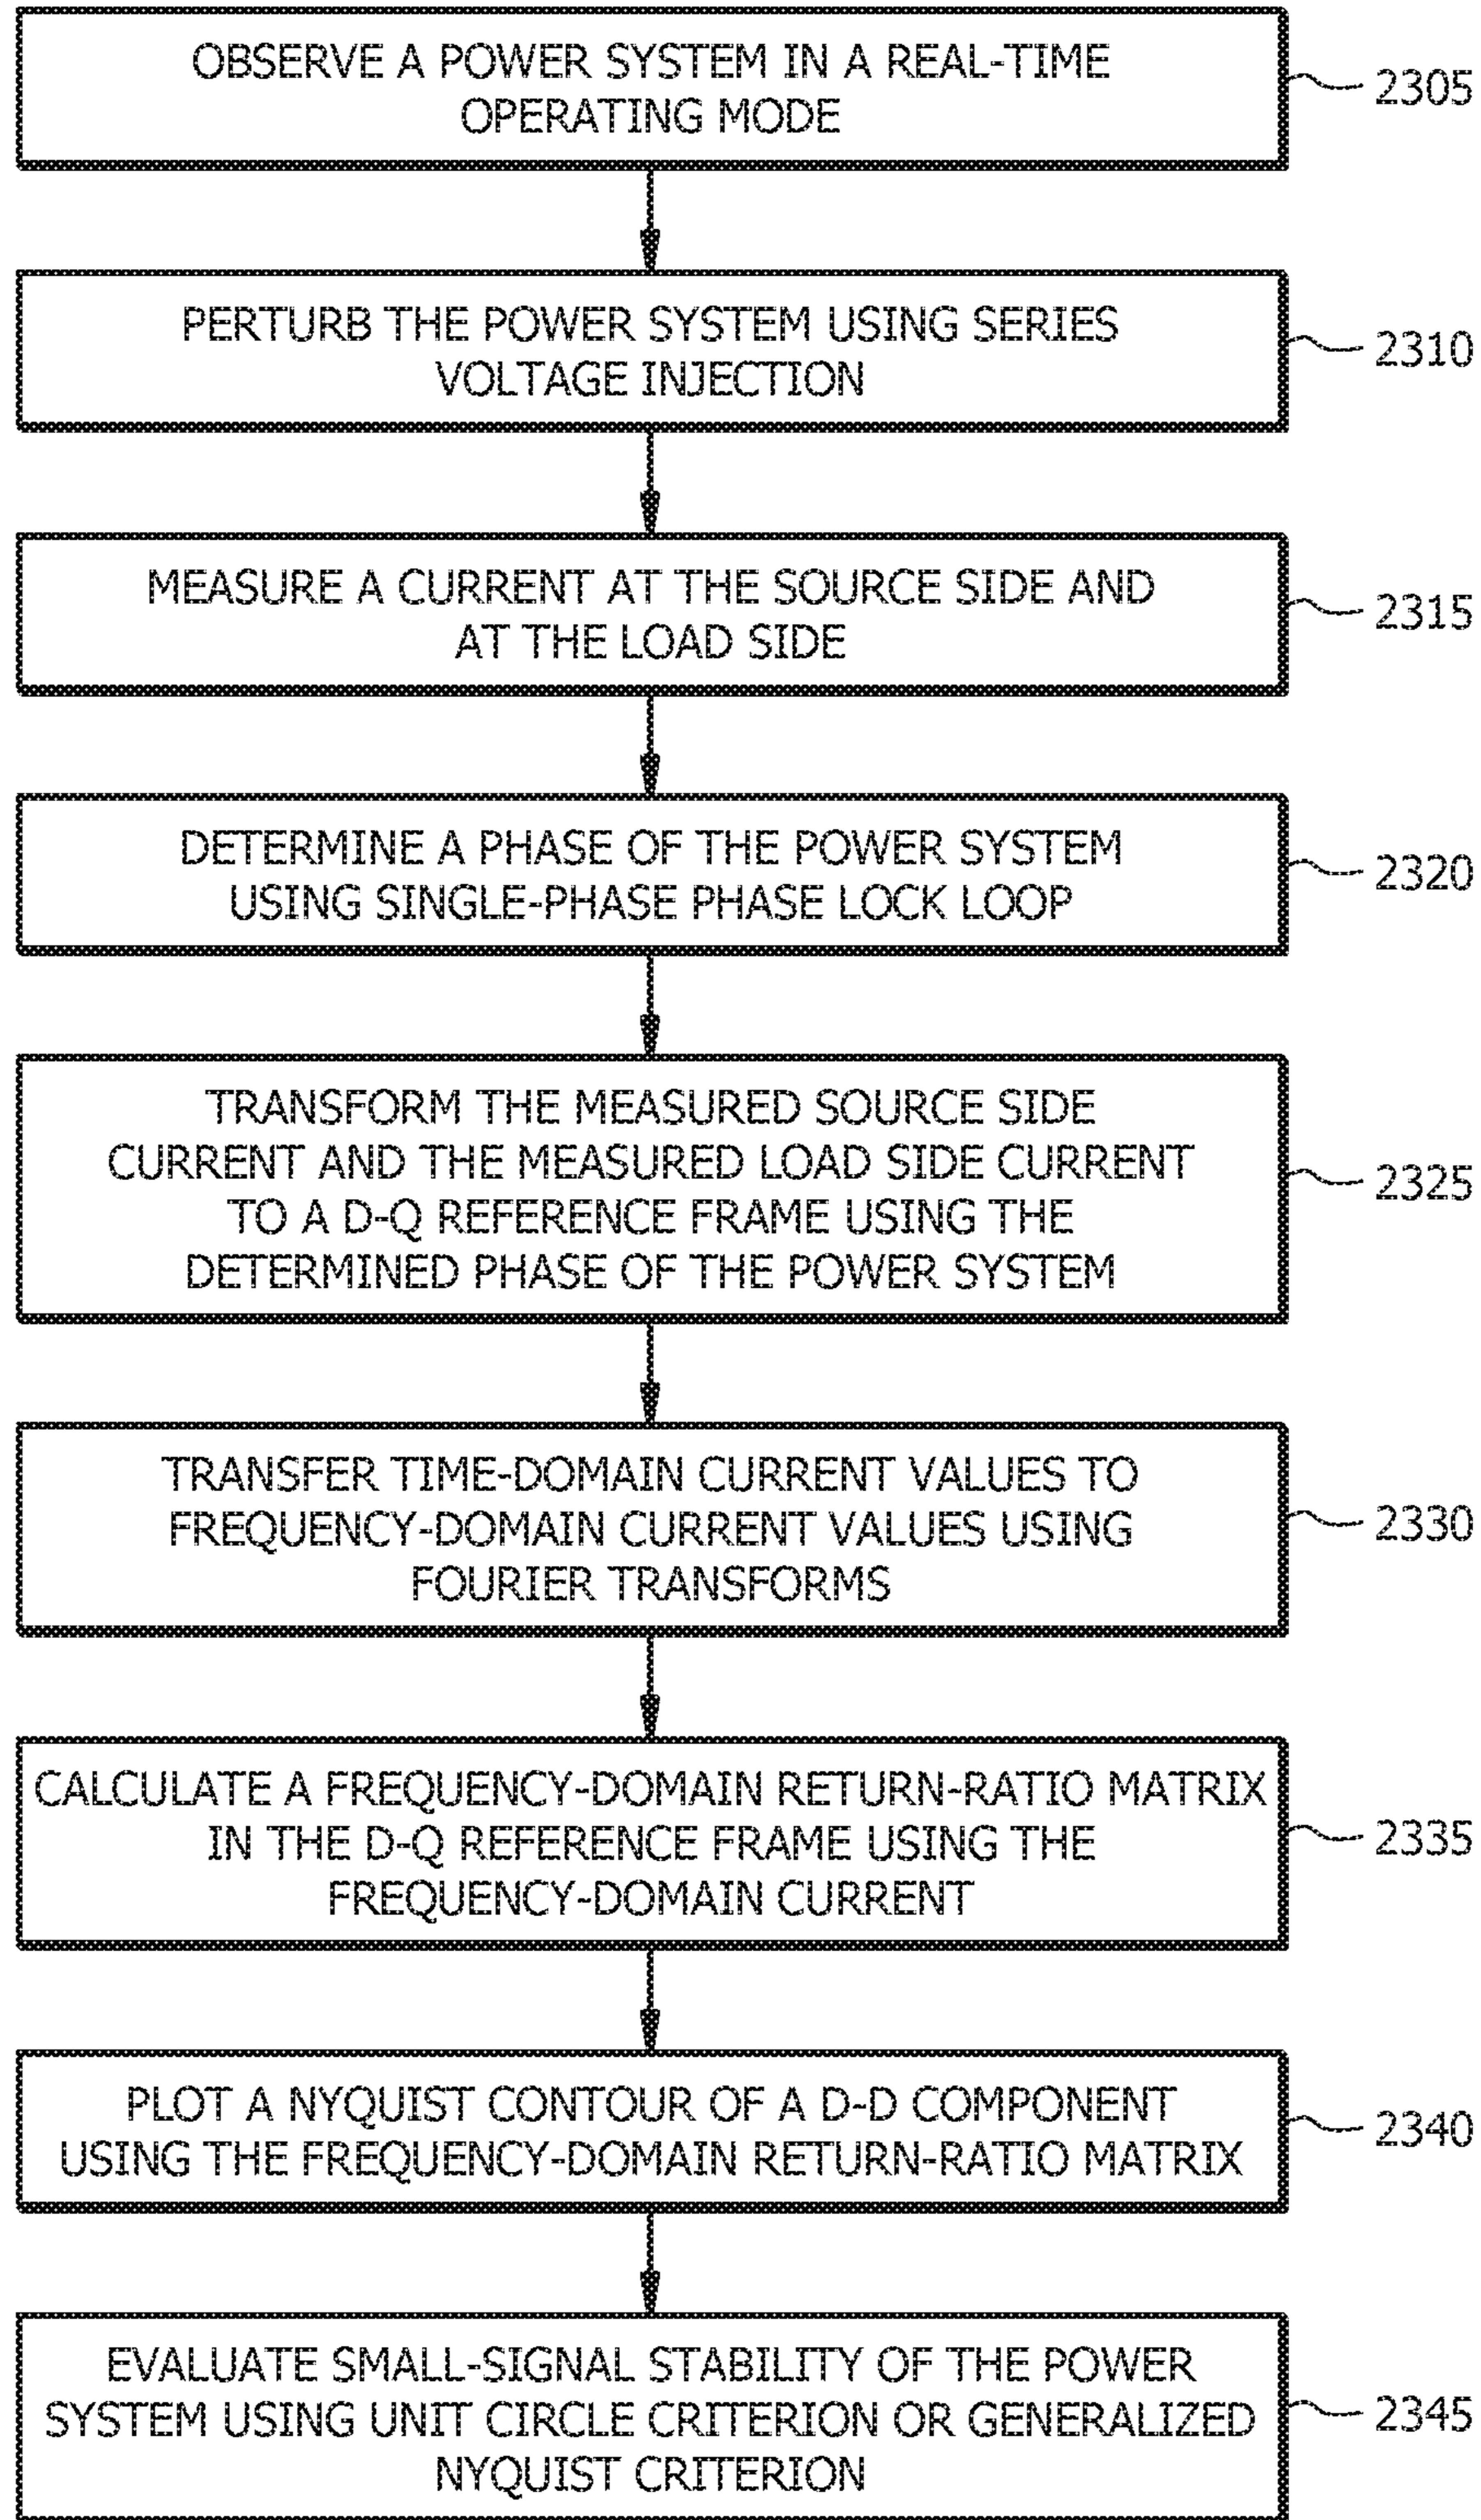 OBSERVE A POWER SYSTEM IN A REAL-TIME
OPERATING MODE
2305
PERTURB THE POWER SYSTEM USING SERIES
VOLTAGE INJECTION
2310
MEASURE A CURRENT AT THE SOURCE SIDE AND
AT THE LOAD SIDE
2315
DETERMINE A PHASE OF THE POWER SYSTEM
USING SINGLE-PHASE PHASE LOCK LOOP
2320
TRANSFORM THE MEASURED SOURCE SIDE
CURRENT AND THE MEASURED LOAD SIDE CURRENT
TO A D-Q REFERENCE FRAME USING THE
DETERMINED PHASE OF THE POWER SYSTEM
2325
TRANSFER TIME-DOMAIN CURRENT VALUES TO
FREQUENCY-DOMAIN CURRENT VALUES USING
FOURIER TRANSFORMS
2330
CALCULATE A FREQUENCY-DOMAIN RETURN-RATIO MATRIX
IN THE D-Q REFERENCE FRAME USING THE
FREQUENCY-DOMAIN CURRENT
2335
PLOT A NYQUIST CONTOUR OF A D-D COMPONENT
USING THE FREQUENCY-DOMAIN RETURN-RATIO MATRIX
2340
EVALUATE SMALL-SIGNAL STABILITY OF THE POWER
SYSTEM USING UNIT CIRCLE CRITERION OR GENERALIZED
NYQUIST CRITERION
2345